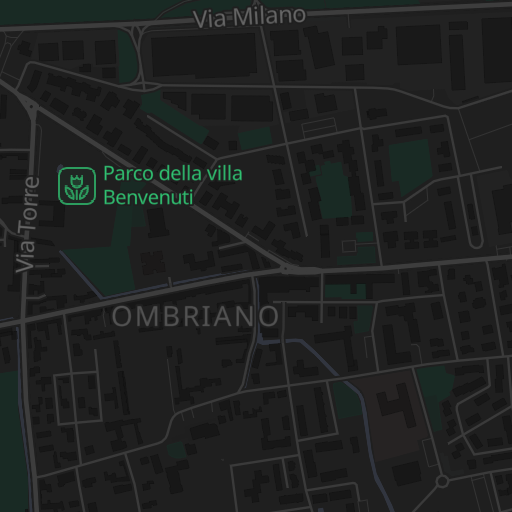 Via Milano
Parco della villa
Benvenuti
Via Torre
OMBRIANO